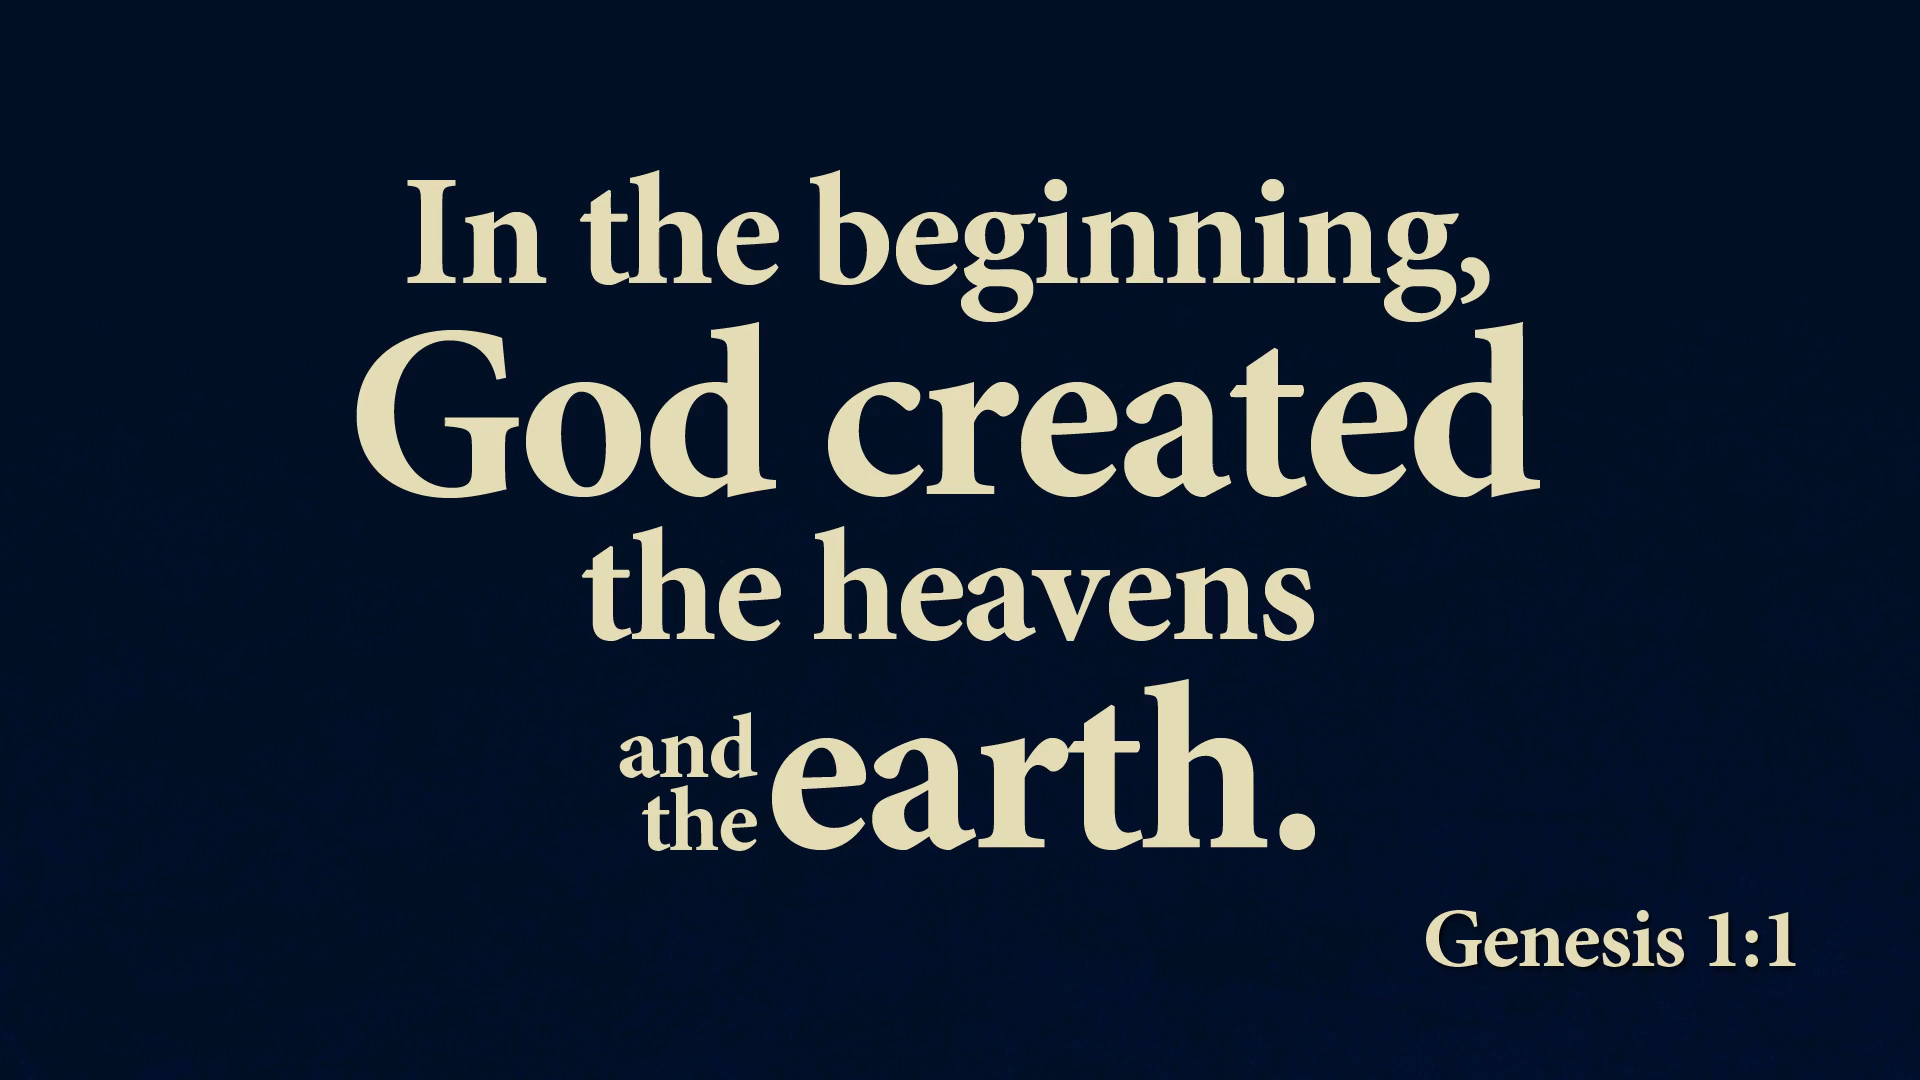 In the beginning,
God created
the heavens
and
the earth.
Genesis 1:1